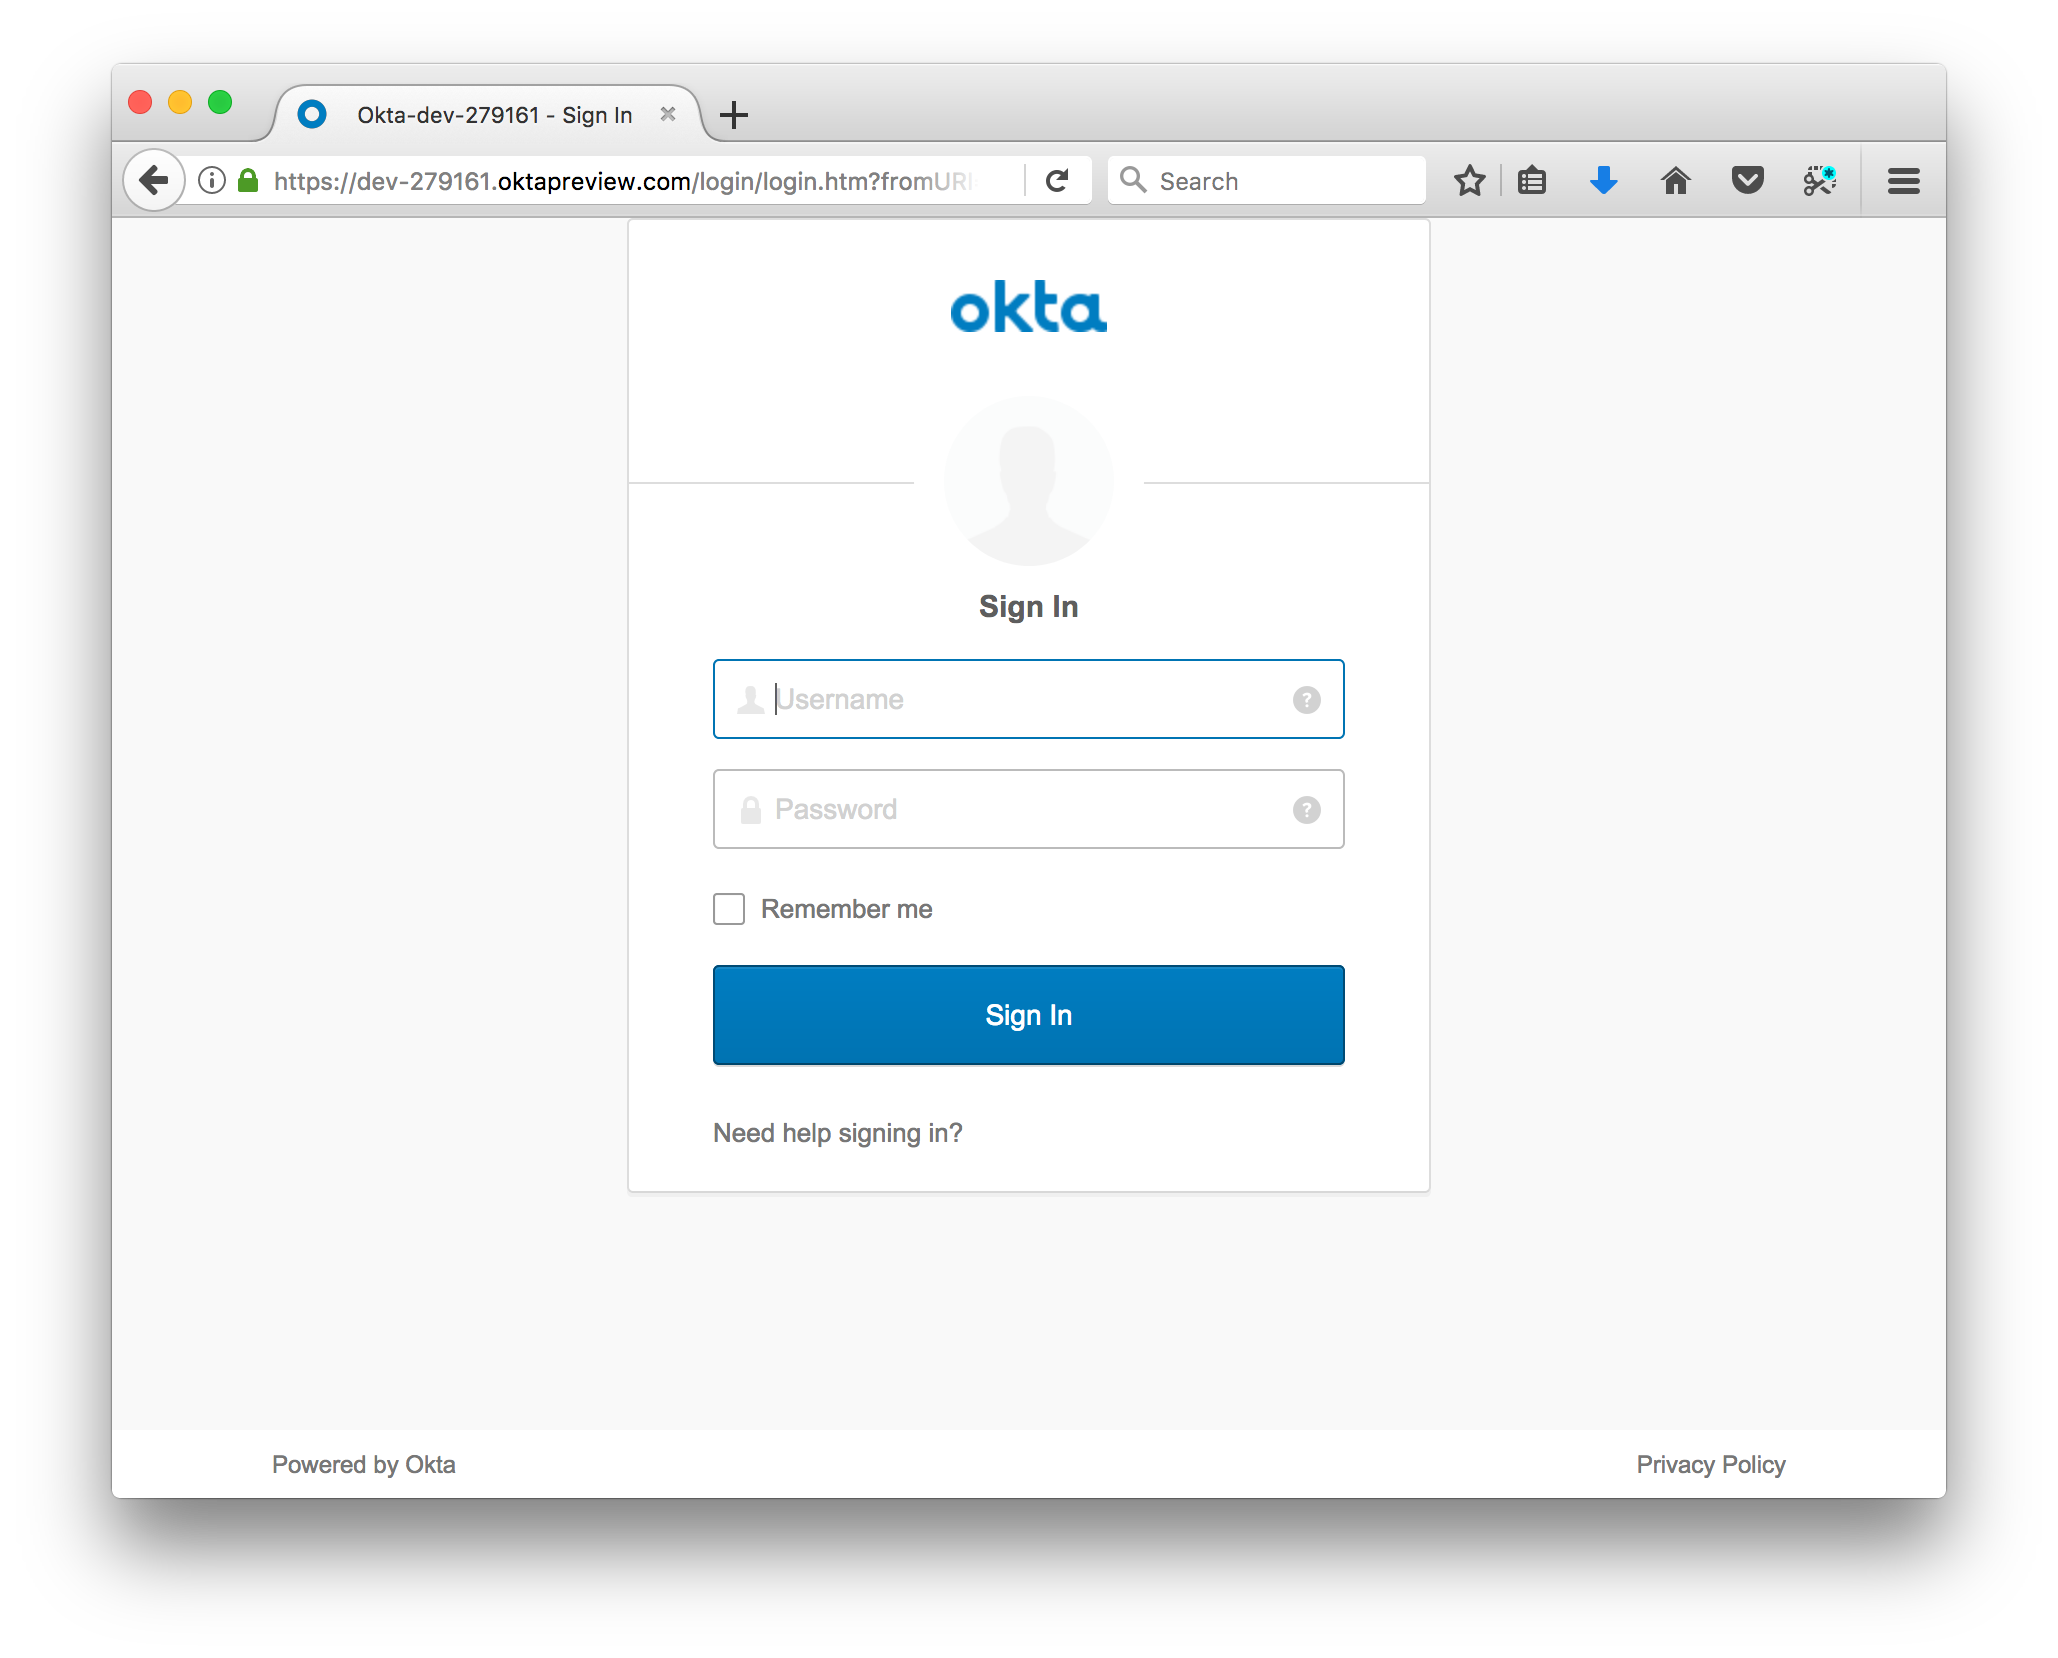 Okta-dev-279161 - Sign In
https://dev-279161.oktapreview.com/login/login.htm?fromURI
Search
okta
Sign In
Username
Password
Remember me
Sign In
Need help signing in?
Powered by Okta
Privacy Policy